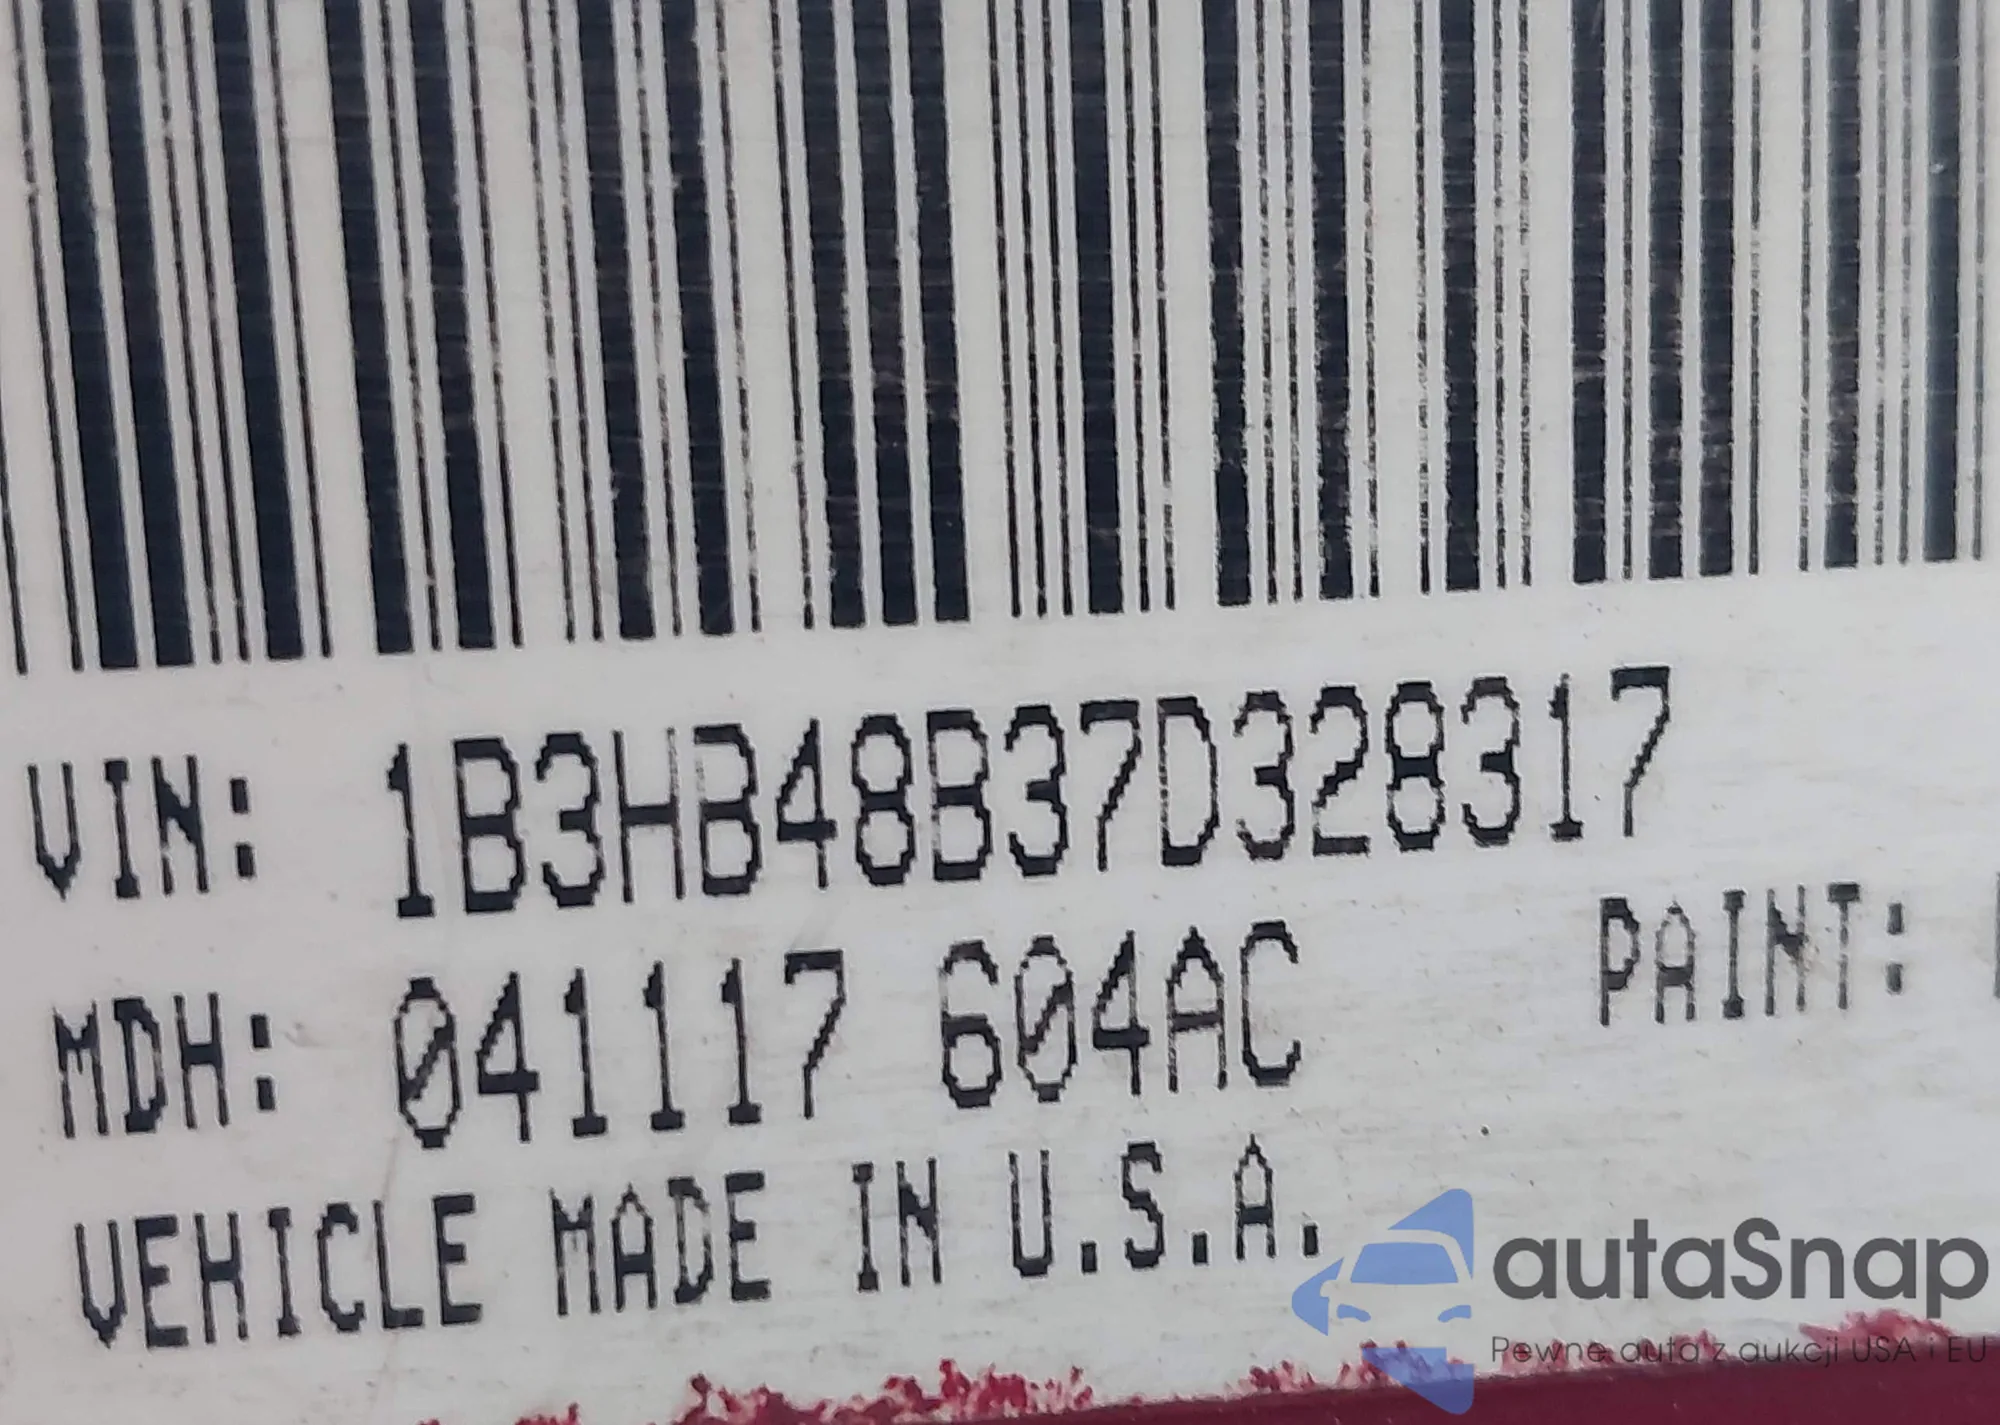 VIN: 1B3HB48B37D328317
MDH: 041117 604AC PAINT:
VEHICLE MADE IN U.S.A.
autaSnap
Pewne auta z aukcji USA i EU